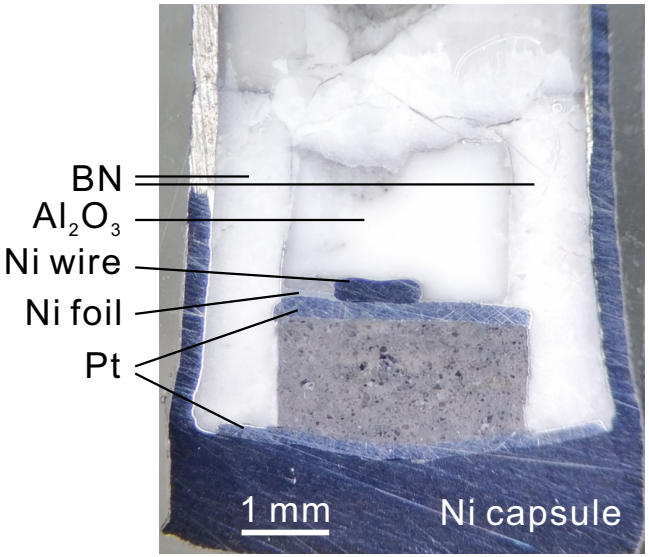 BN
Al₂O₃
Ni wire
Ni foil
Pt
1 mm
Ni capsule